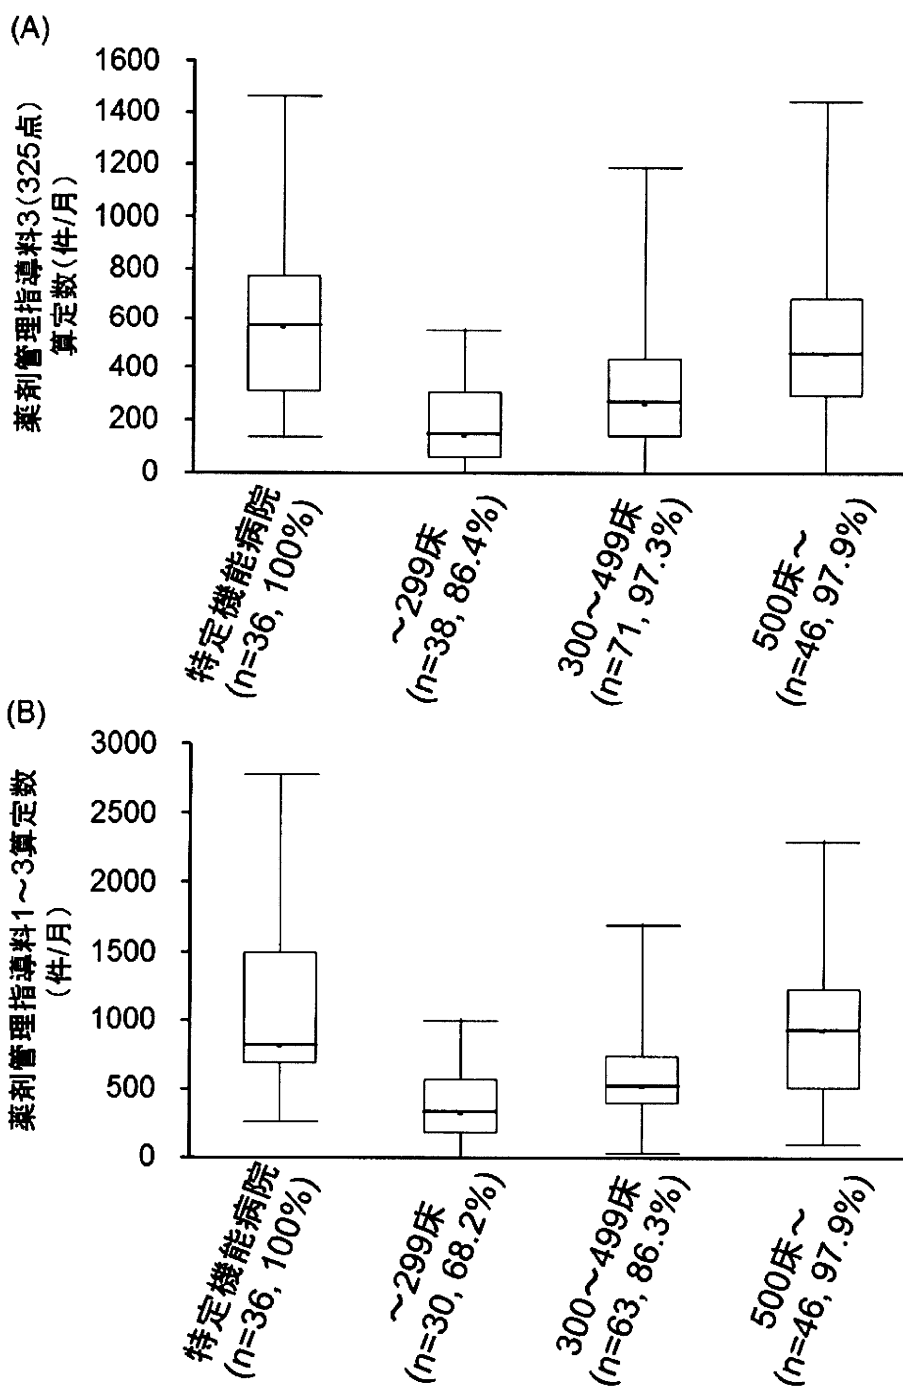 (A)
薬剤管理指導料3(325点)
算定数(件/月)
1600
1400
1200
1000
800
600
400
200
0
特定機能病院
(n=36, 100%)
～299床
(n=38, 86.4%)
300～499床
(n=71, 97.3%)
500床～
(n=46, 97.9%)
(B)
薬剤管理指導料1～3算定数
(件/月)
3000
2500
2000
1500
1000
500
0
特定機能病院
(n=36, 100%)
～299床
(n=30, 68.2%)
300～499床
(n=63, 86.3%)
500床～
(n=46, 97.9%)